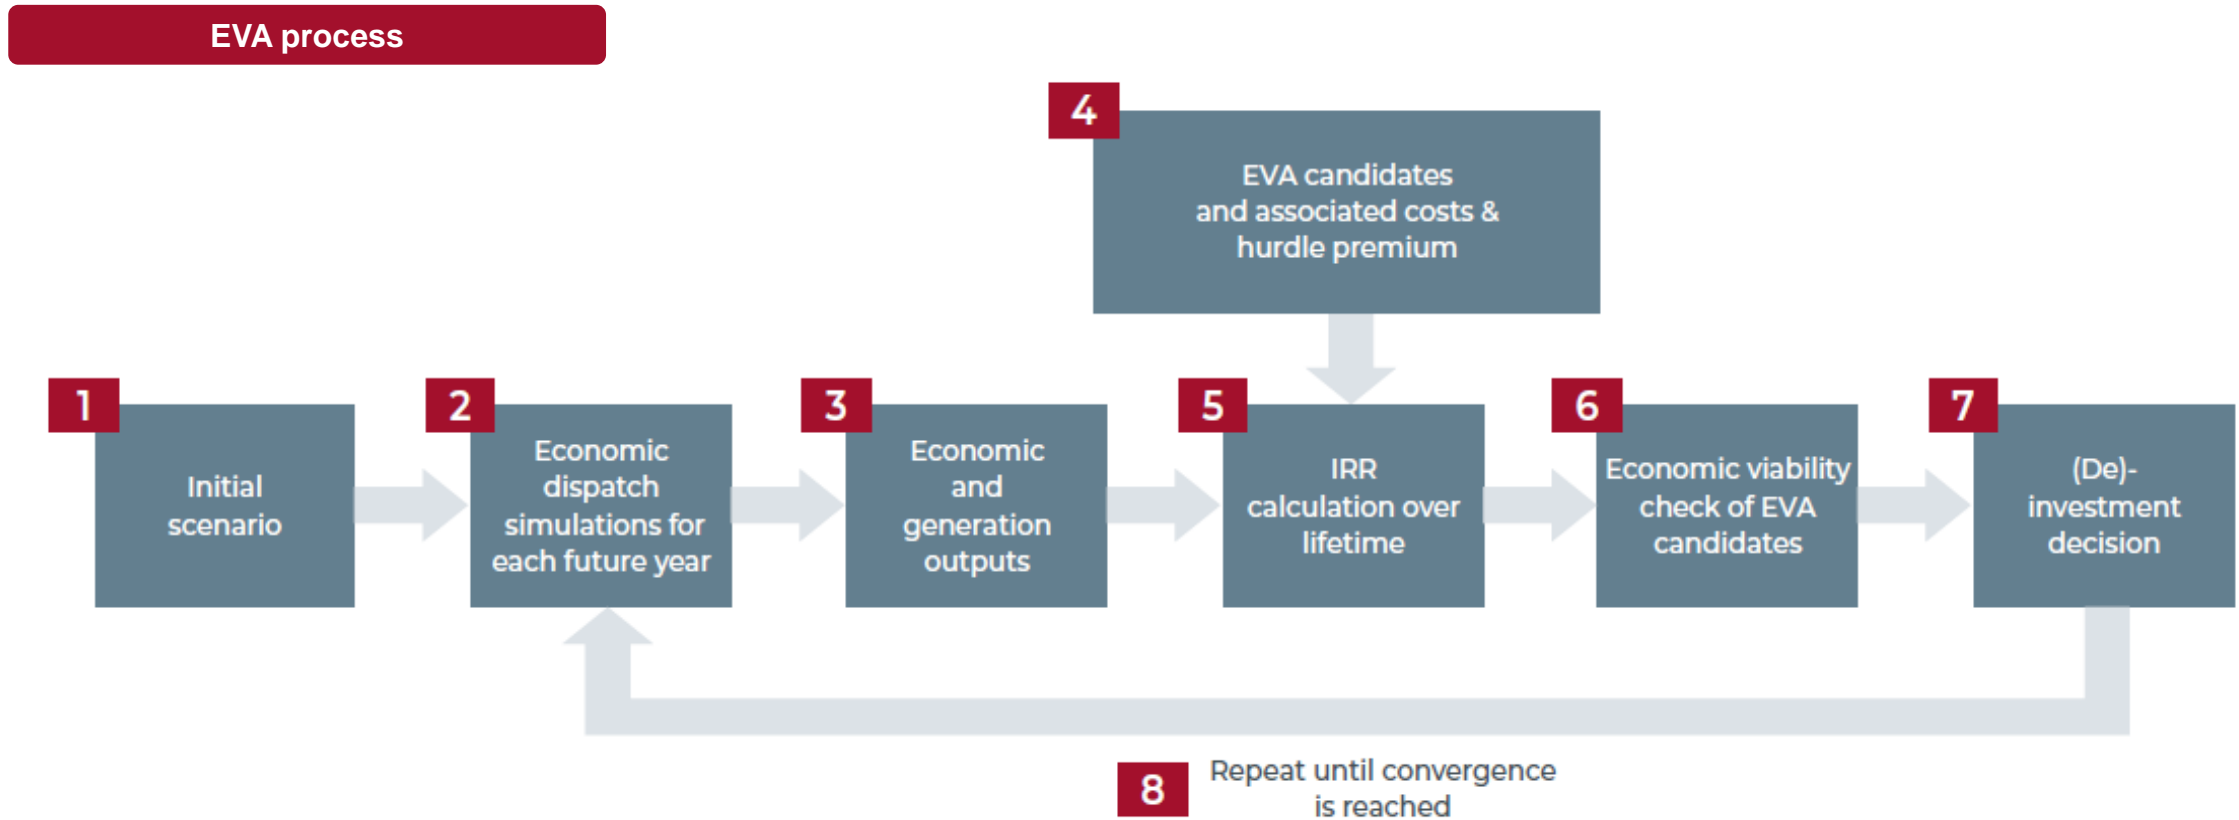 EVA process
4
EVA candidates
and associated costs &
hurdle premium
1
Initial
scenario
2
Economic
dispatch
simulations for
each future year
3
Economic
and
generation
outputs
5
IRR
calculation over
lifetime
6
Economic viability
check of EVA
candidates
7
(De)-
investment
decision
8
Repeat until convergence
is reached